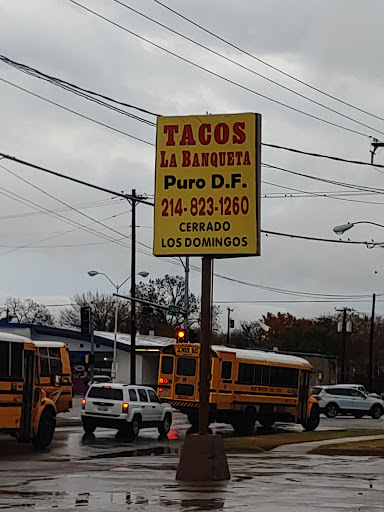 TACOS
LA BANQUETA
Puro D.F.
214-823-1260
CERRADO
LOS DOMINGOS
SCHOOL BUS